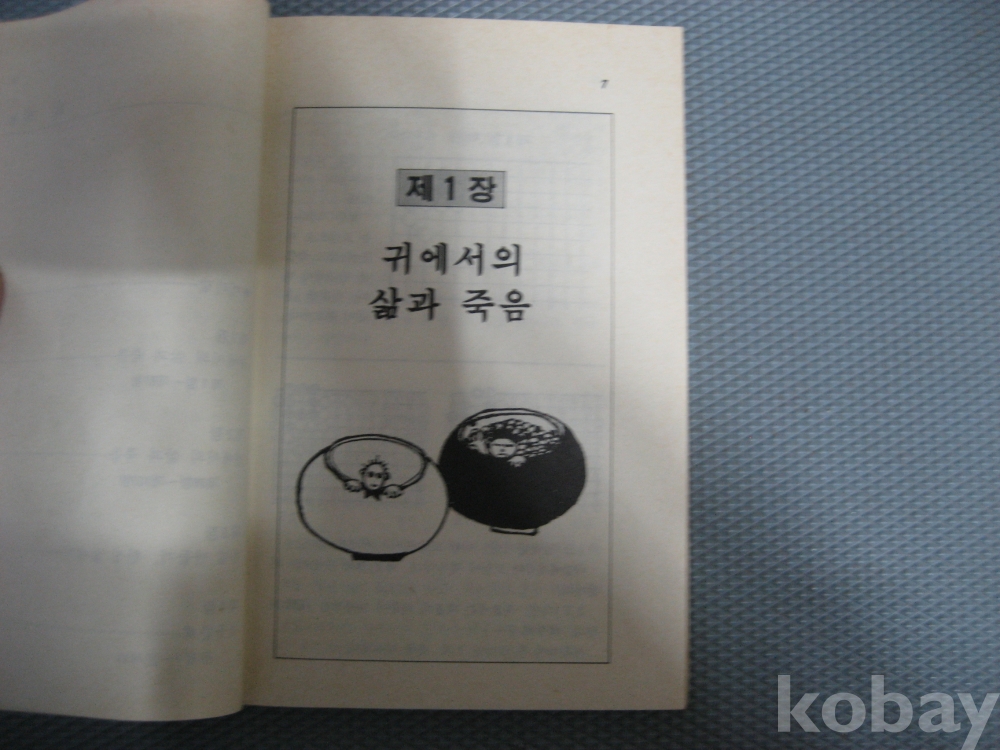 7
제1장
귀에서의
삶과 죽음
kobay